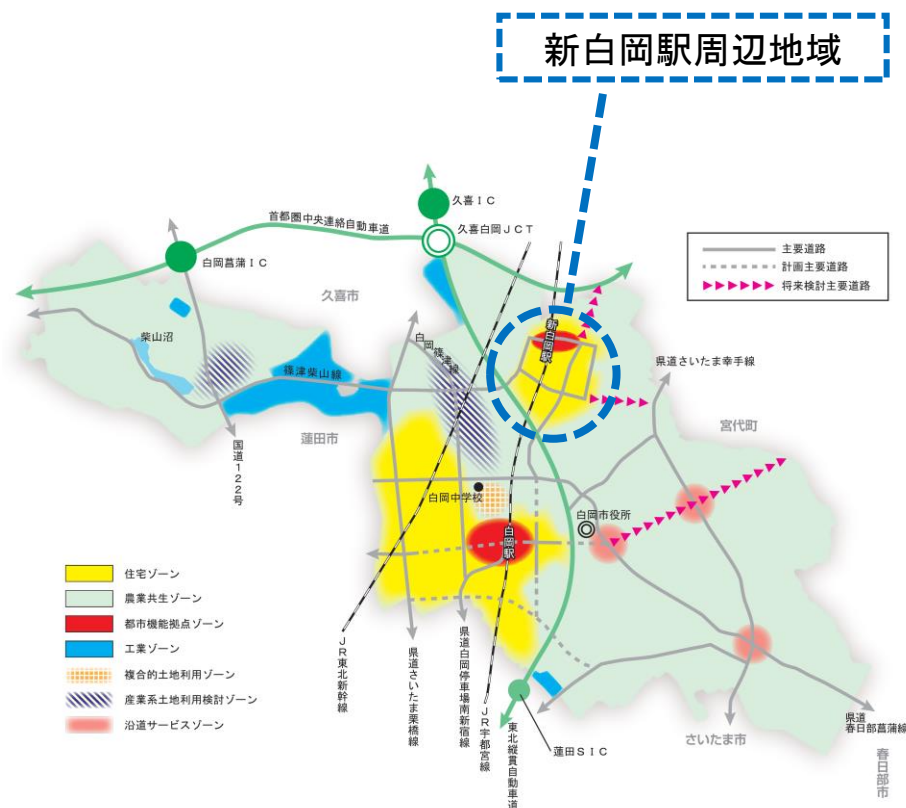 新白岡駅周辺地域
久喜IC
首都圏中央連絡自動車道
久喜白岡JCT
白岡菖蒲IC
主要道路
計画主要道路
将来検討主要道路
久喜市
柴山沼
白岡篠津線
新白岡駅
篠津柴山線
県道さいたま幸手線
蓮田市
宮代町
国道122号
白岡中学校
白岡市役所
白岡駅
住宅ゾーン
農業共生ゾーン
都市機能拠点ゾーン
工業ゾーン
複合的土地利用ゾーン
産業系土地利用検討ゾーン
沿道サービスゾーン
JR東北新幹線
県道さいたま栗橋線
県道白岡停車場南新宿線
JR宇都宮線
東北縦貫自動車道
蓮田SIC
さいたま市
県道
春日部菖蒲線
春日部市